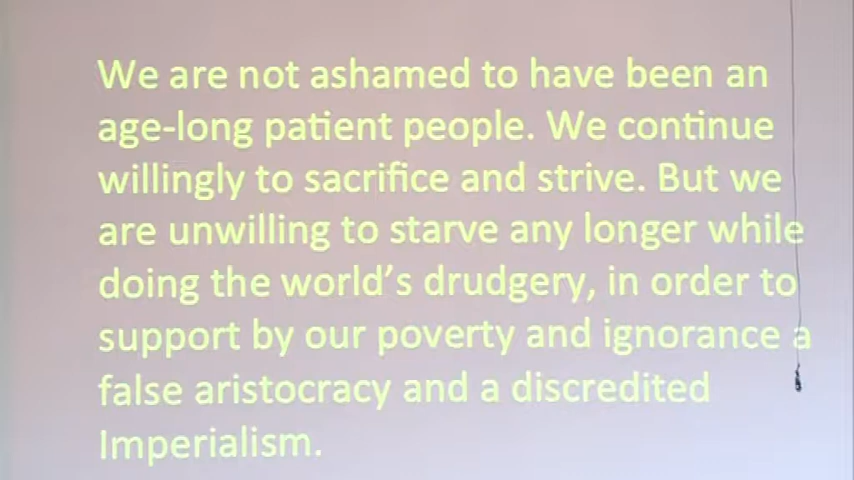 We are not ashamed to have been an
age-long patient people. We continue
willingly to sacrifice and strive. But we
are unwilling to starve any longer while
doing the world's drudgery, in order to
support by our poverty and ignorance a
false aristocracy and a discredited
Imperialism.